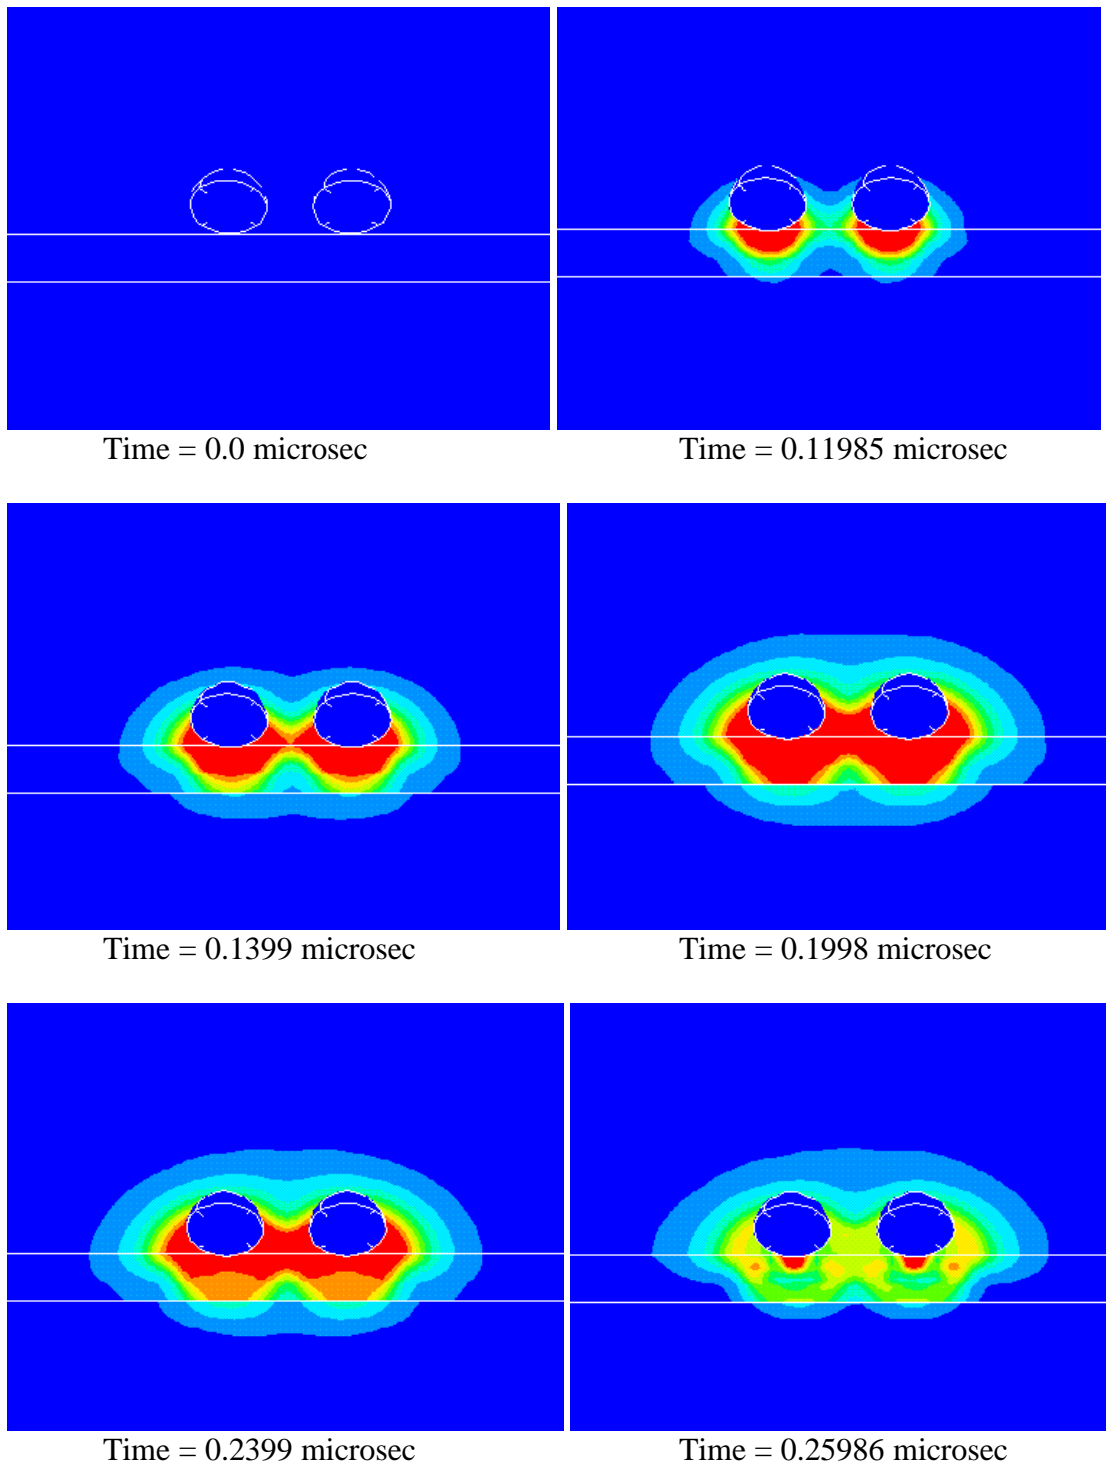 Time = 0.0 microsec
Time = 0.11985 microsec
Time = 0.1399 microsec
Time = 0.1998 microsec
Time = 0.2399 microsec
Time = 0.25986 microsec